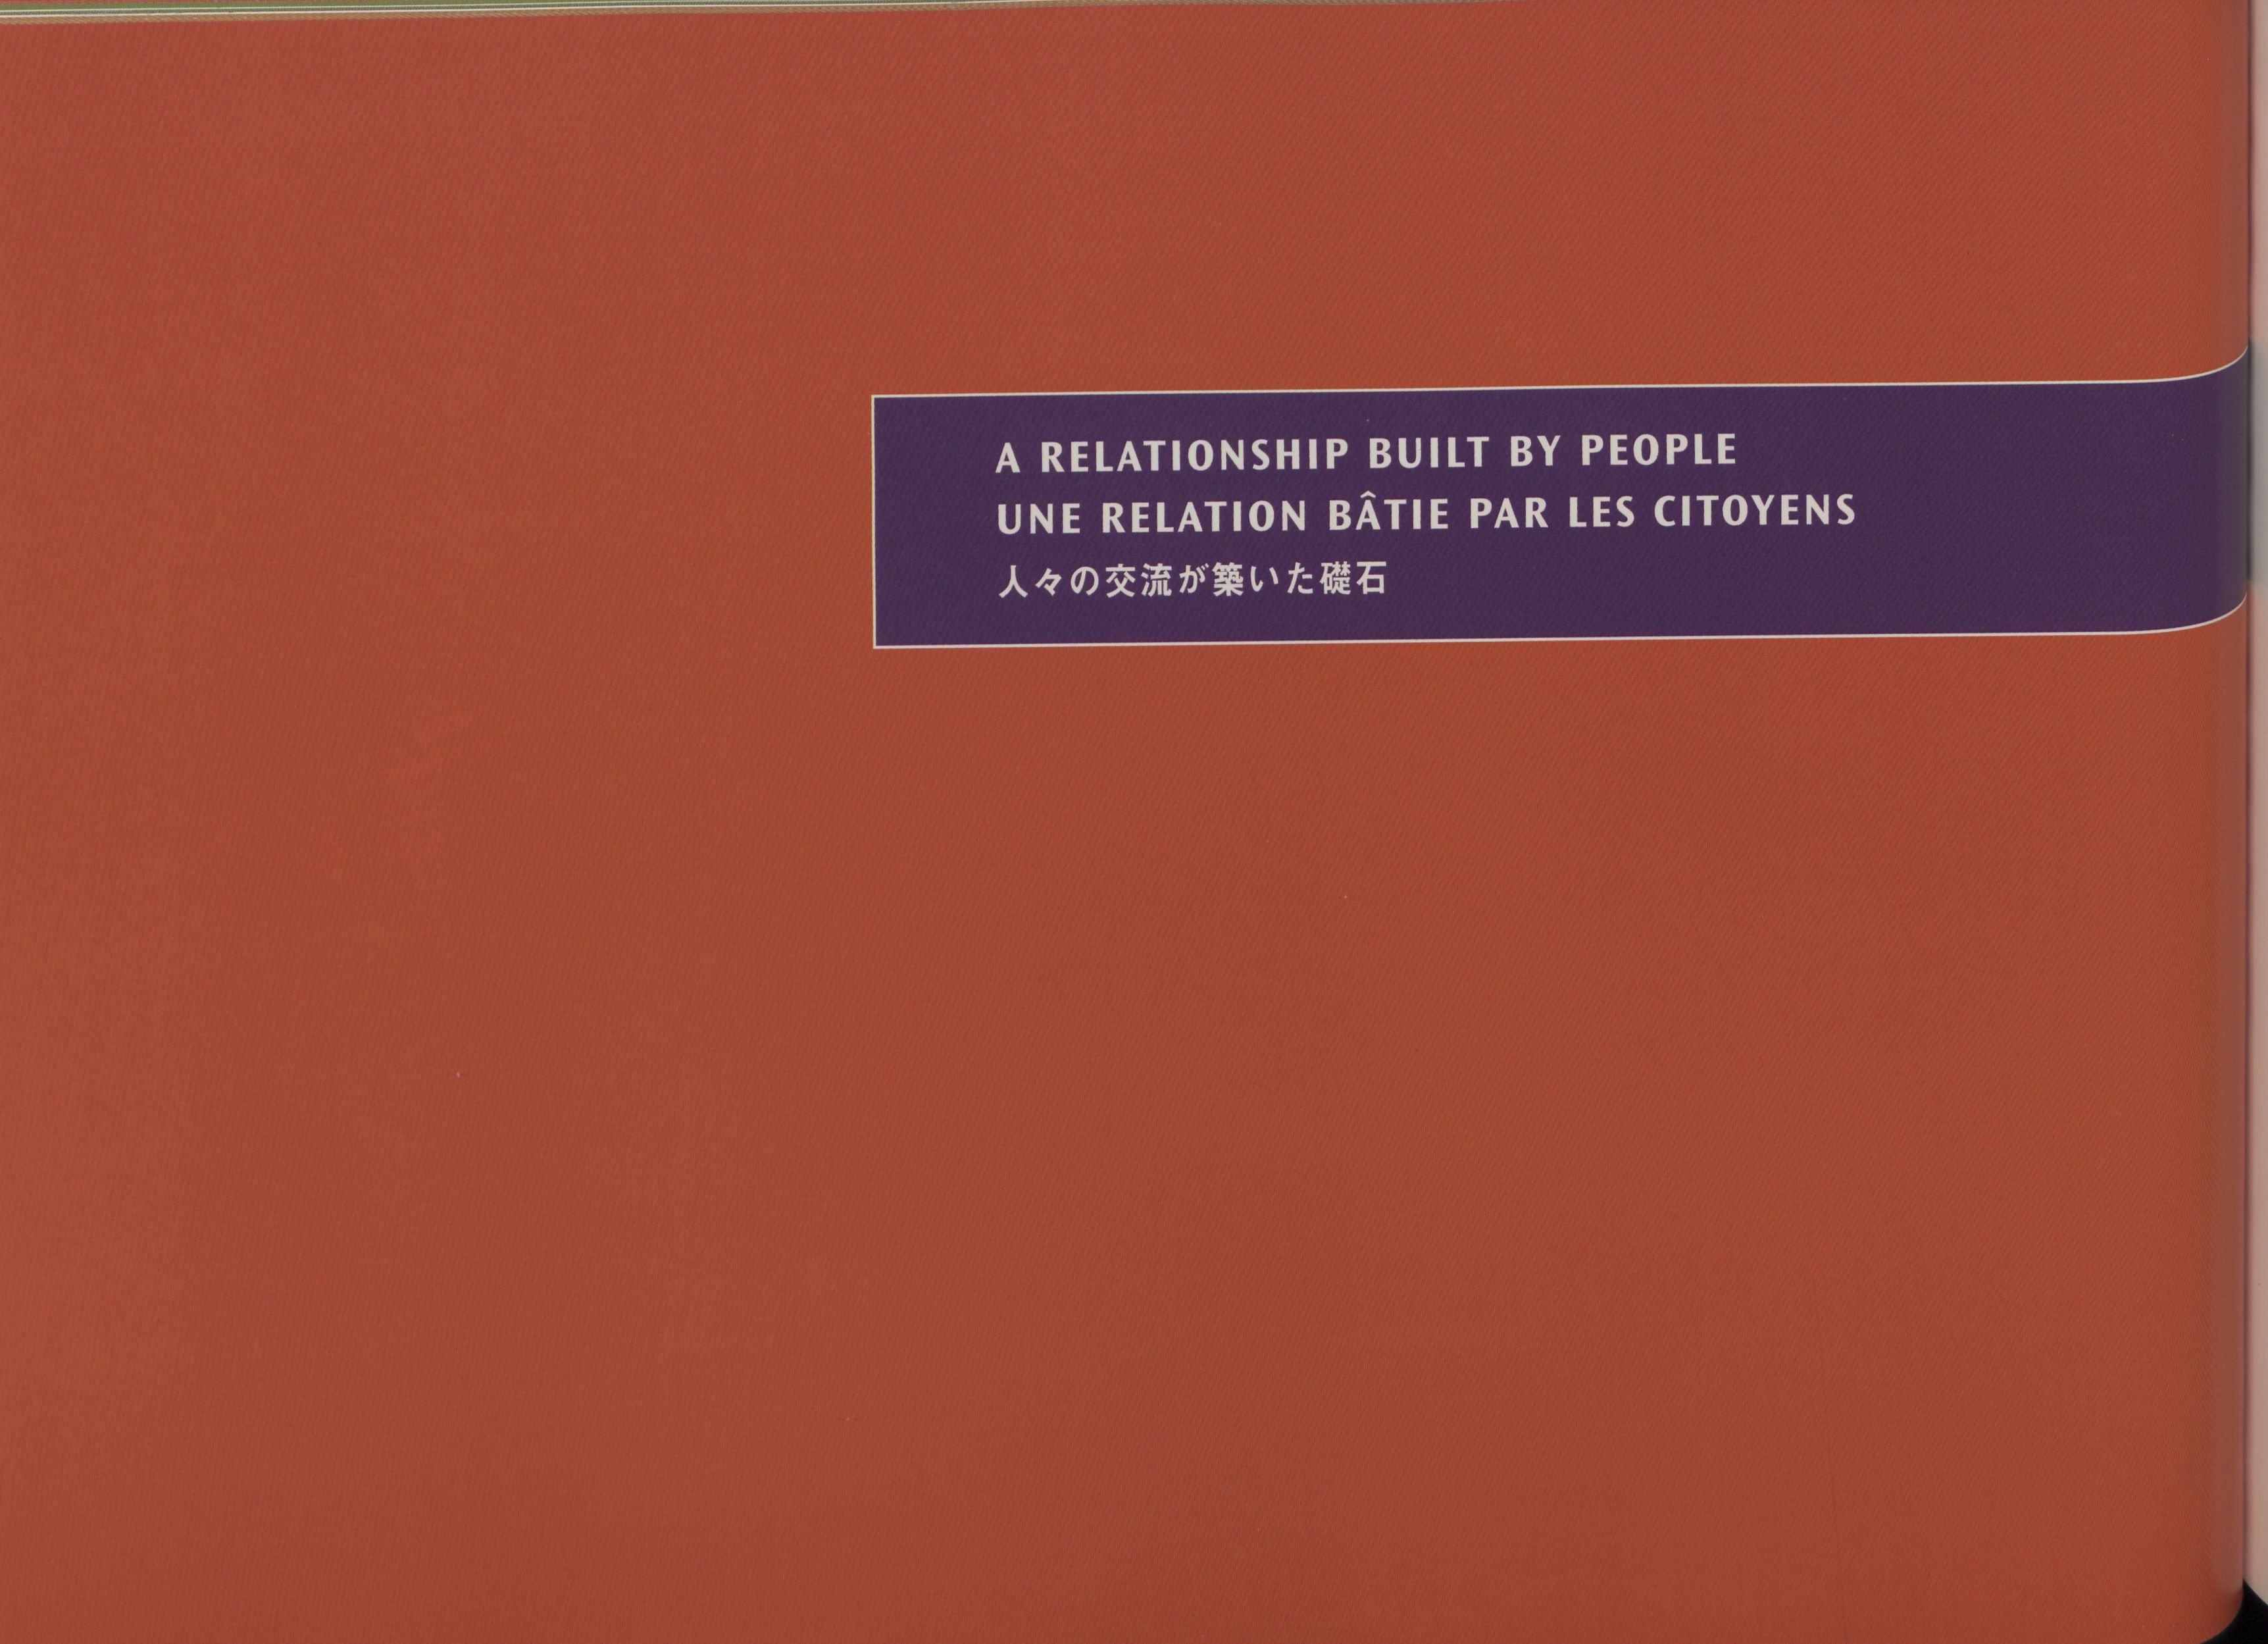 A RELATIONSHIP BUILT BY PEOPLE
UNE RELATION BÂTIE PAR LES CITOYENS
人々の交流が築いた礎石